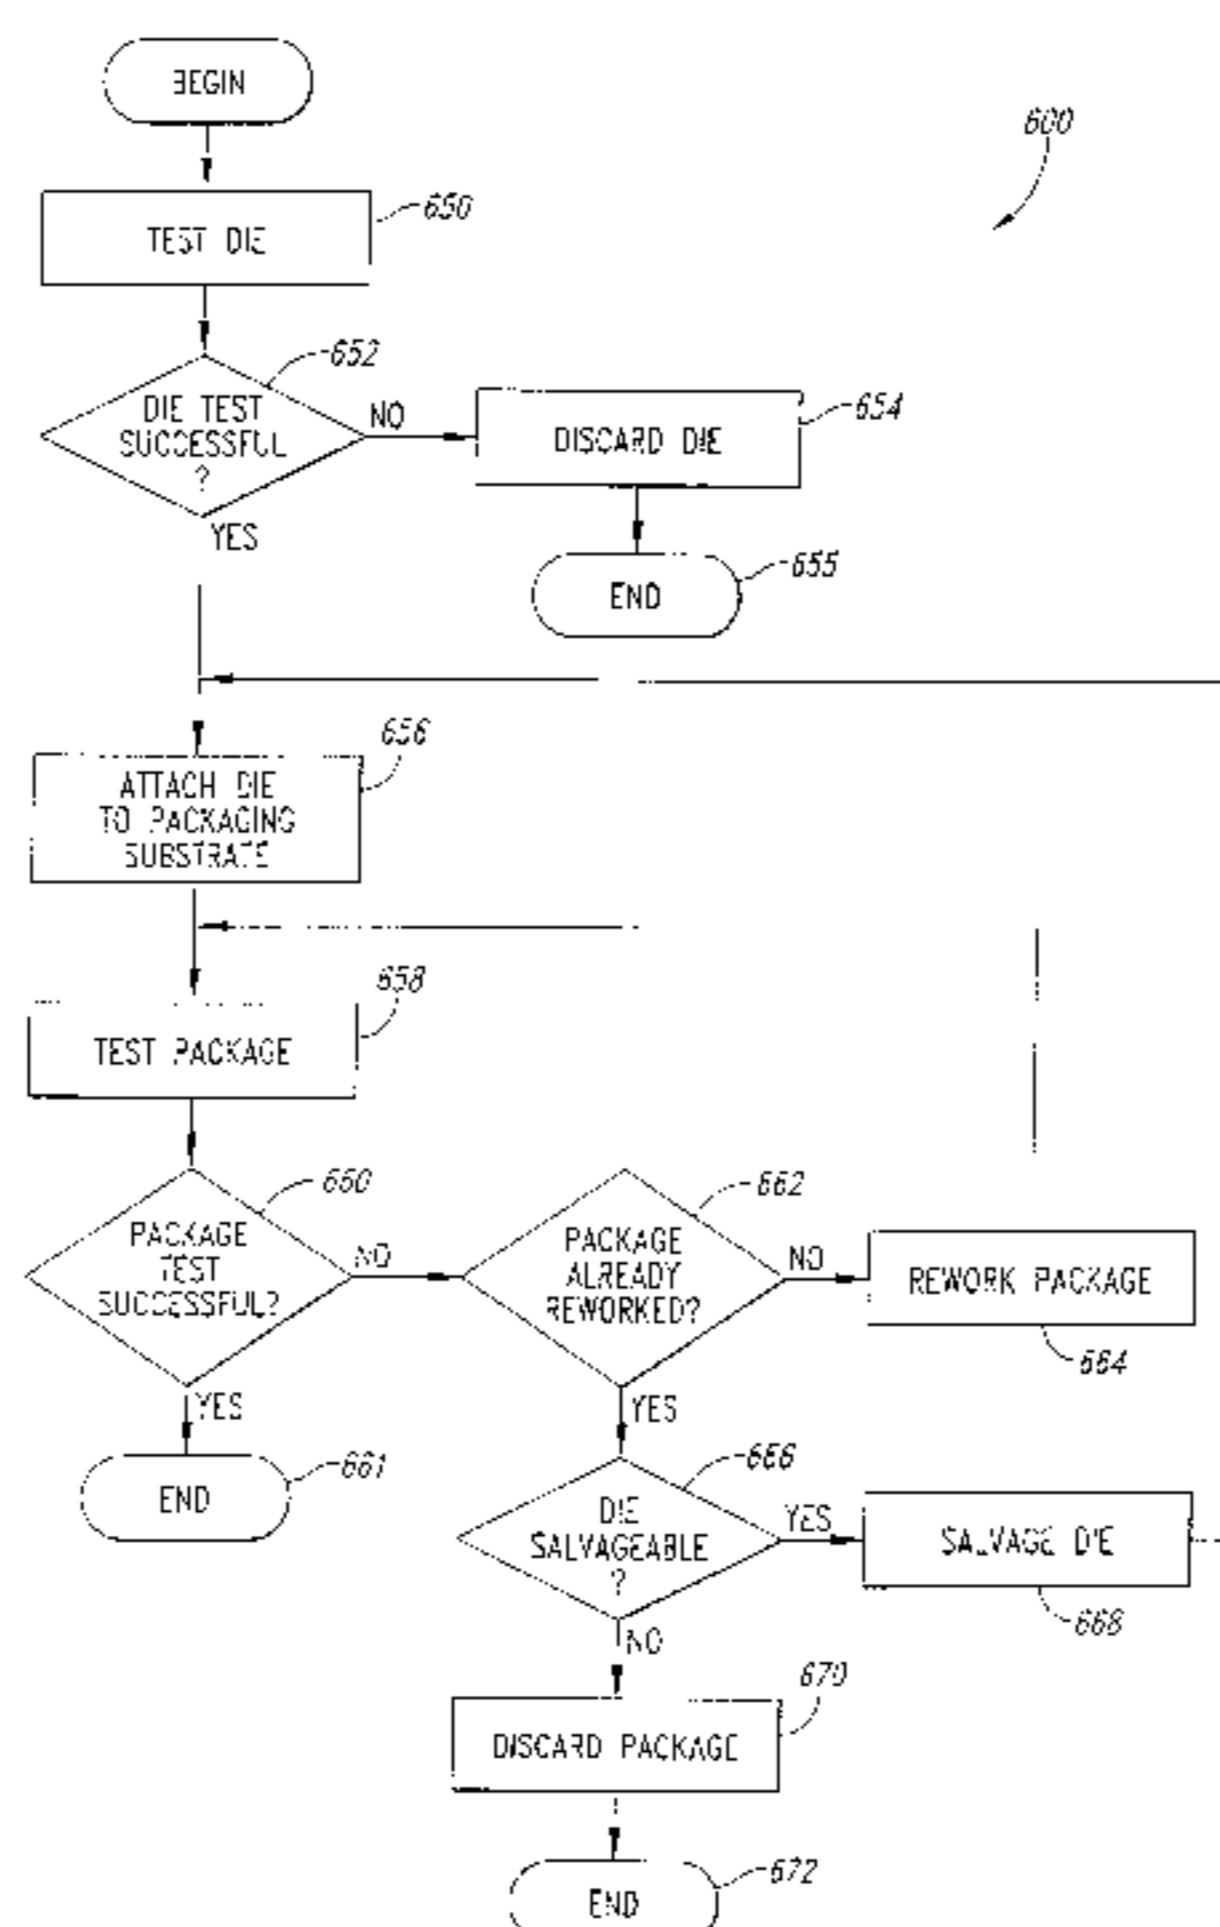 BEGIN
600
TEST DIE
650
DIE TEST
SUCCESSFUL
?
652
NO
YES
DISCARD DIE
654
END
655
ATTACH DIE
TO PACKAGING
SUBSTRATE
656
TEST PACKAGE
658
PACKAGE
TEST
SUCCESSFUL?
660
NO
YES
END
661
PACKAGE
ALREADY
REWORKED?
662
NO
YES
REWORK PACKAGE
664
DIE
SALVAGEABLE
?
666
YES
NO
SALVAGE DIE
668
DISCARD PACKAGE
670
END
672